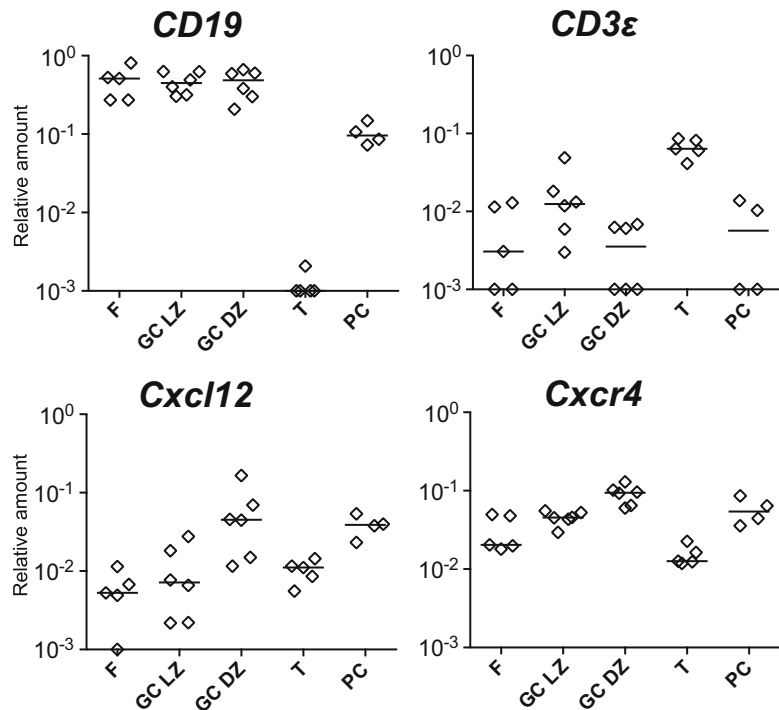 CD19
CD3ε
Relative amount
10⁰
10⁻¹
10⁻²
10⁻³
F
GC LZ
GC DZ
T
PC
10⁰
10⁻¹
10⁻²
10⁻³
F
GC LZ
GC DZ
T
PC
Cxcl12
Cxcr4
Relative amount
10⁰
10⁻¹
10⁻²
10⁻³
F
GC LZ
GC DZ
T
PC
10⁰
10⁻¹
10⁻²
10⁻³
F
GC LZ
GC DZ
T
PC